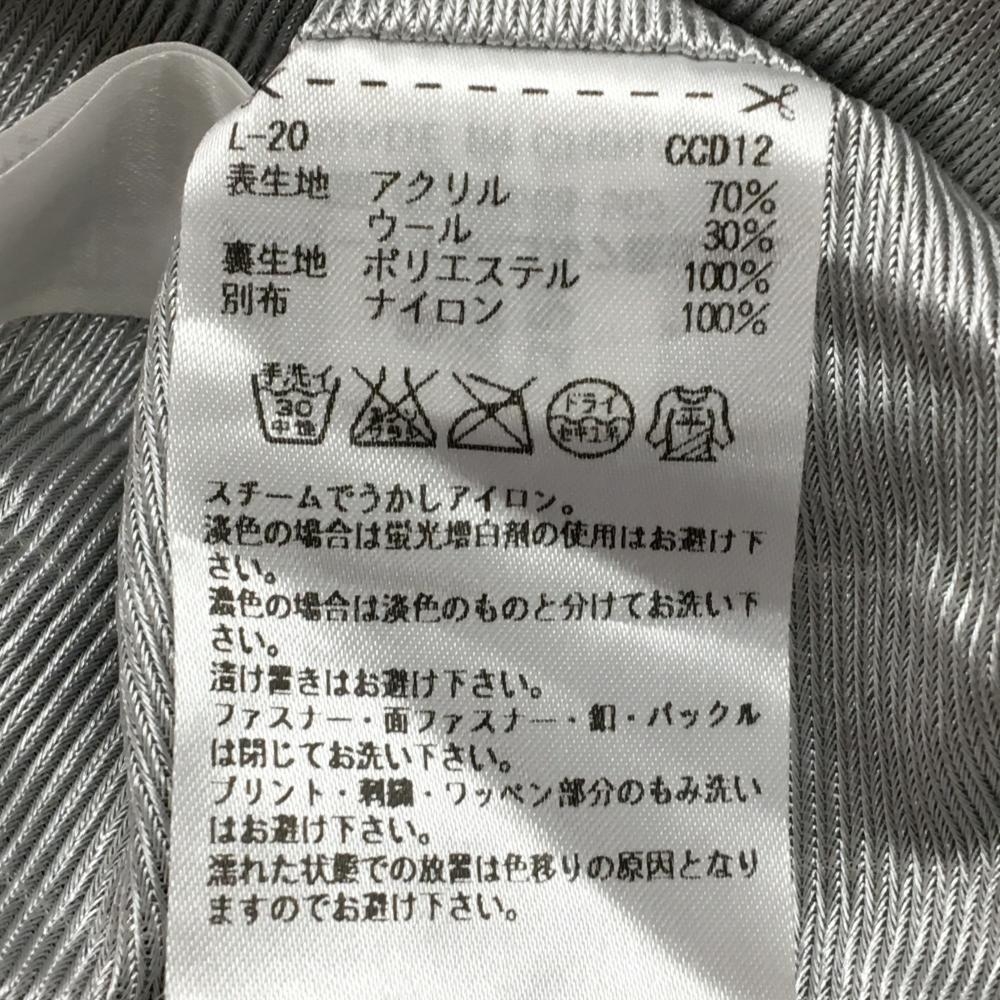 L-20 CCD12
表生地 アクリル 70%
ウール 30%
裏生地 ポリエステル 100%
別布 ナイロン 100%
手洗イ
30
中性
ドライ
セキユ系
スチームでうかしアイロン。
淡色の場合は蛍光増白剤の使用はお避け下
さい。
濃色の場合は淡色のものと分けてお洗い下
さい。
漬け置きはお避け下さい。
ファスナー・面ファスナー・釦・バックル
は閉じてお洗い下さい。
プリント・刺繍・ワッペン部分のもみ洗い
はお避け下さい。
濡れた状態での放置は色移りの原因となり
ますのでお避け下さい。